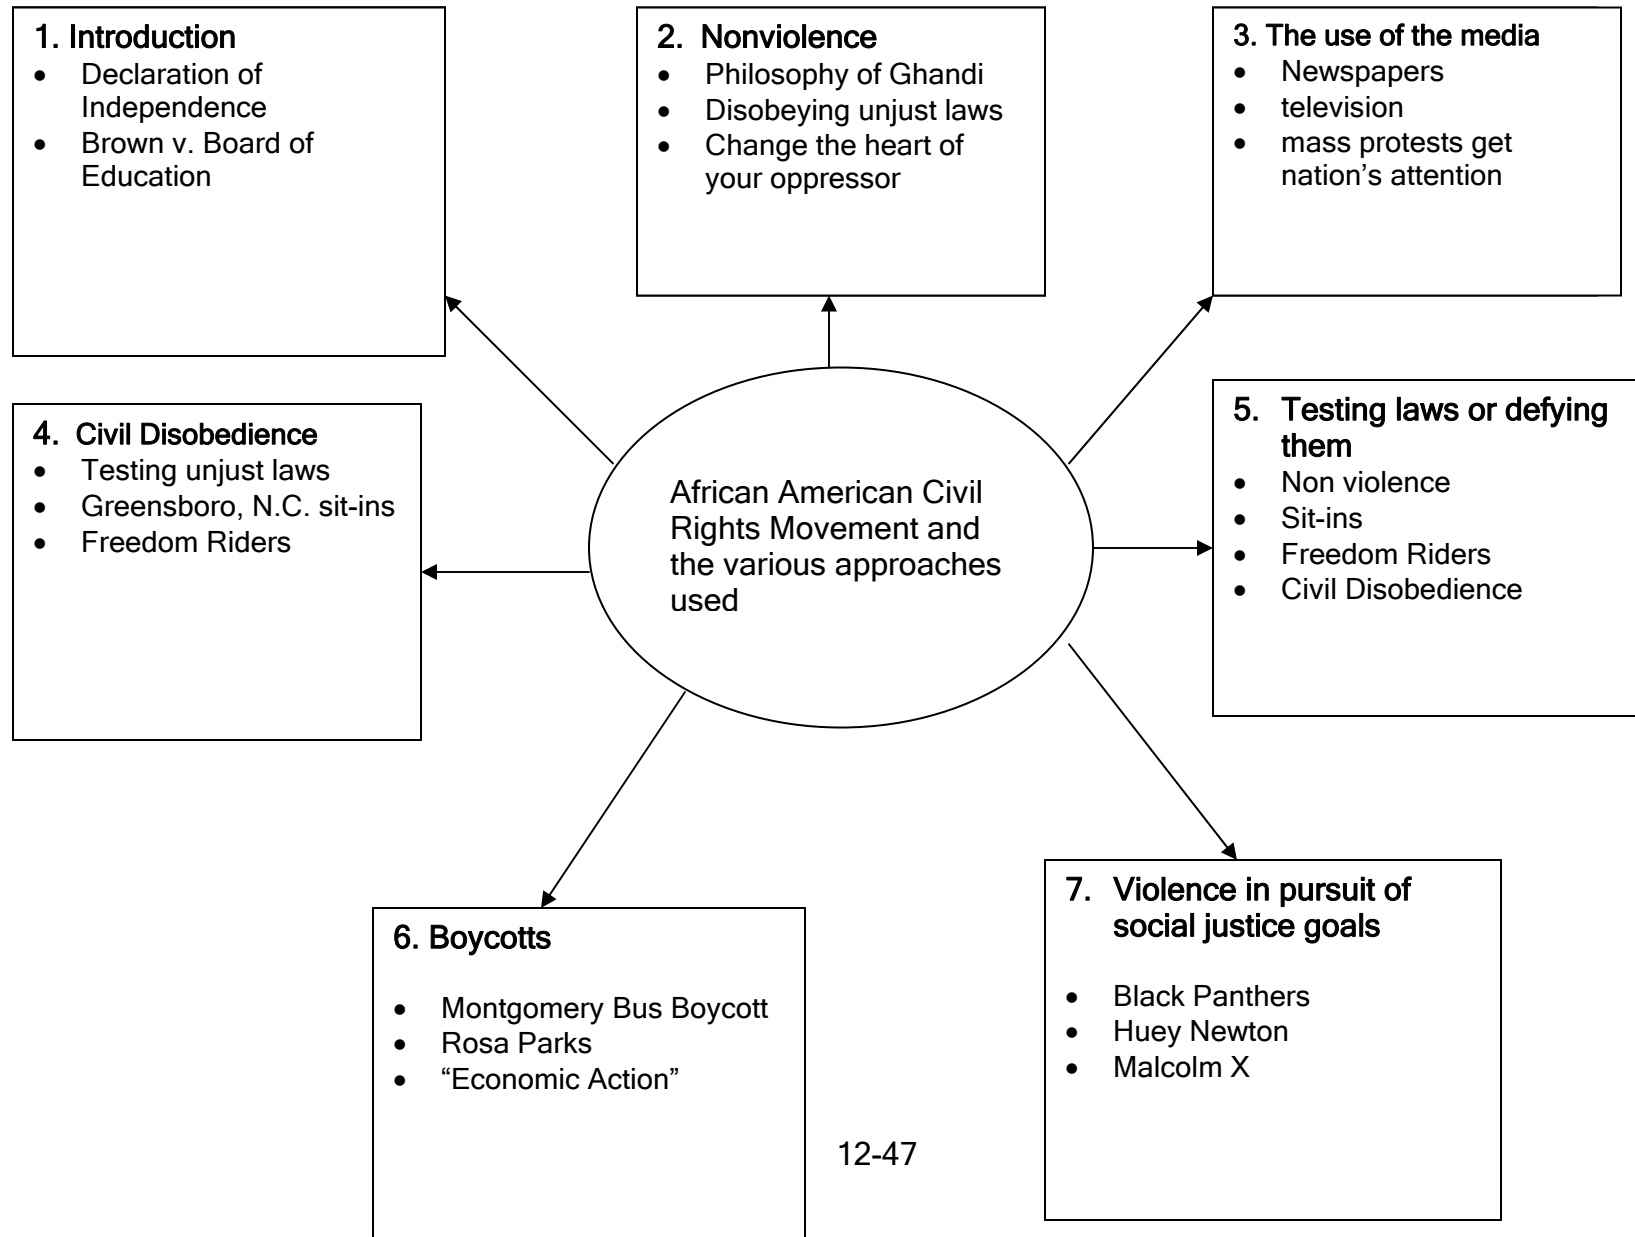 1. Introduction
• Declaration of
Independence
• Brown v. Board of
Education
2. Nonviolence
• Philosophy of Ghandi
• Disobeying unjust laws
• Change the heart of
your oppressor
3. The use of the media
• Newspapers
• television
• mass protests get
nation’s attention
4. Civil Disobedience
• Testing unjust laws
• Greensboro, N.C. sit-ins
• Freedom Riders
African American Civil
Rights Movement and
the various approaches
used
5. Testing laws or defying
them
• Non violence
• Sit-ins
• Freedom Riders
• Civil Disobedience
6. Boycotts
• Montgomery Bus Boycott
• Rosa Parks
• “Economic Action”
7. Violence in pursuit of
social justice goals
• Black Panthers
• Huey Newton
• Malcolm X
12-47